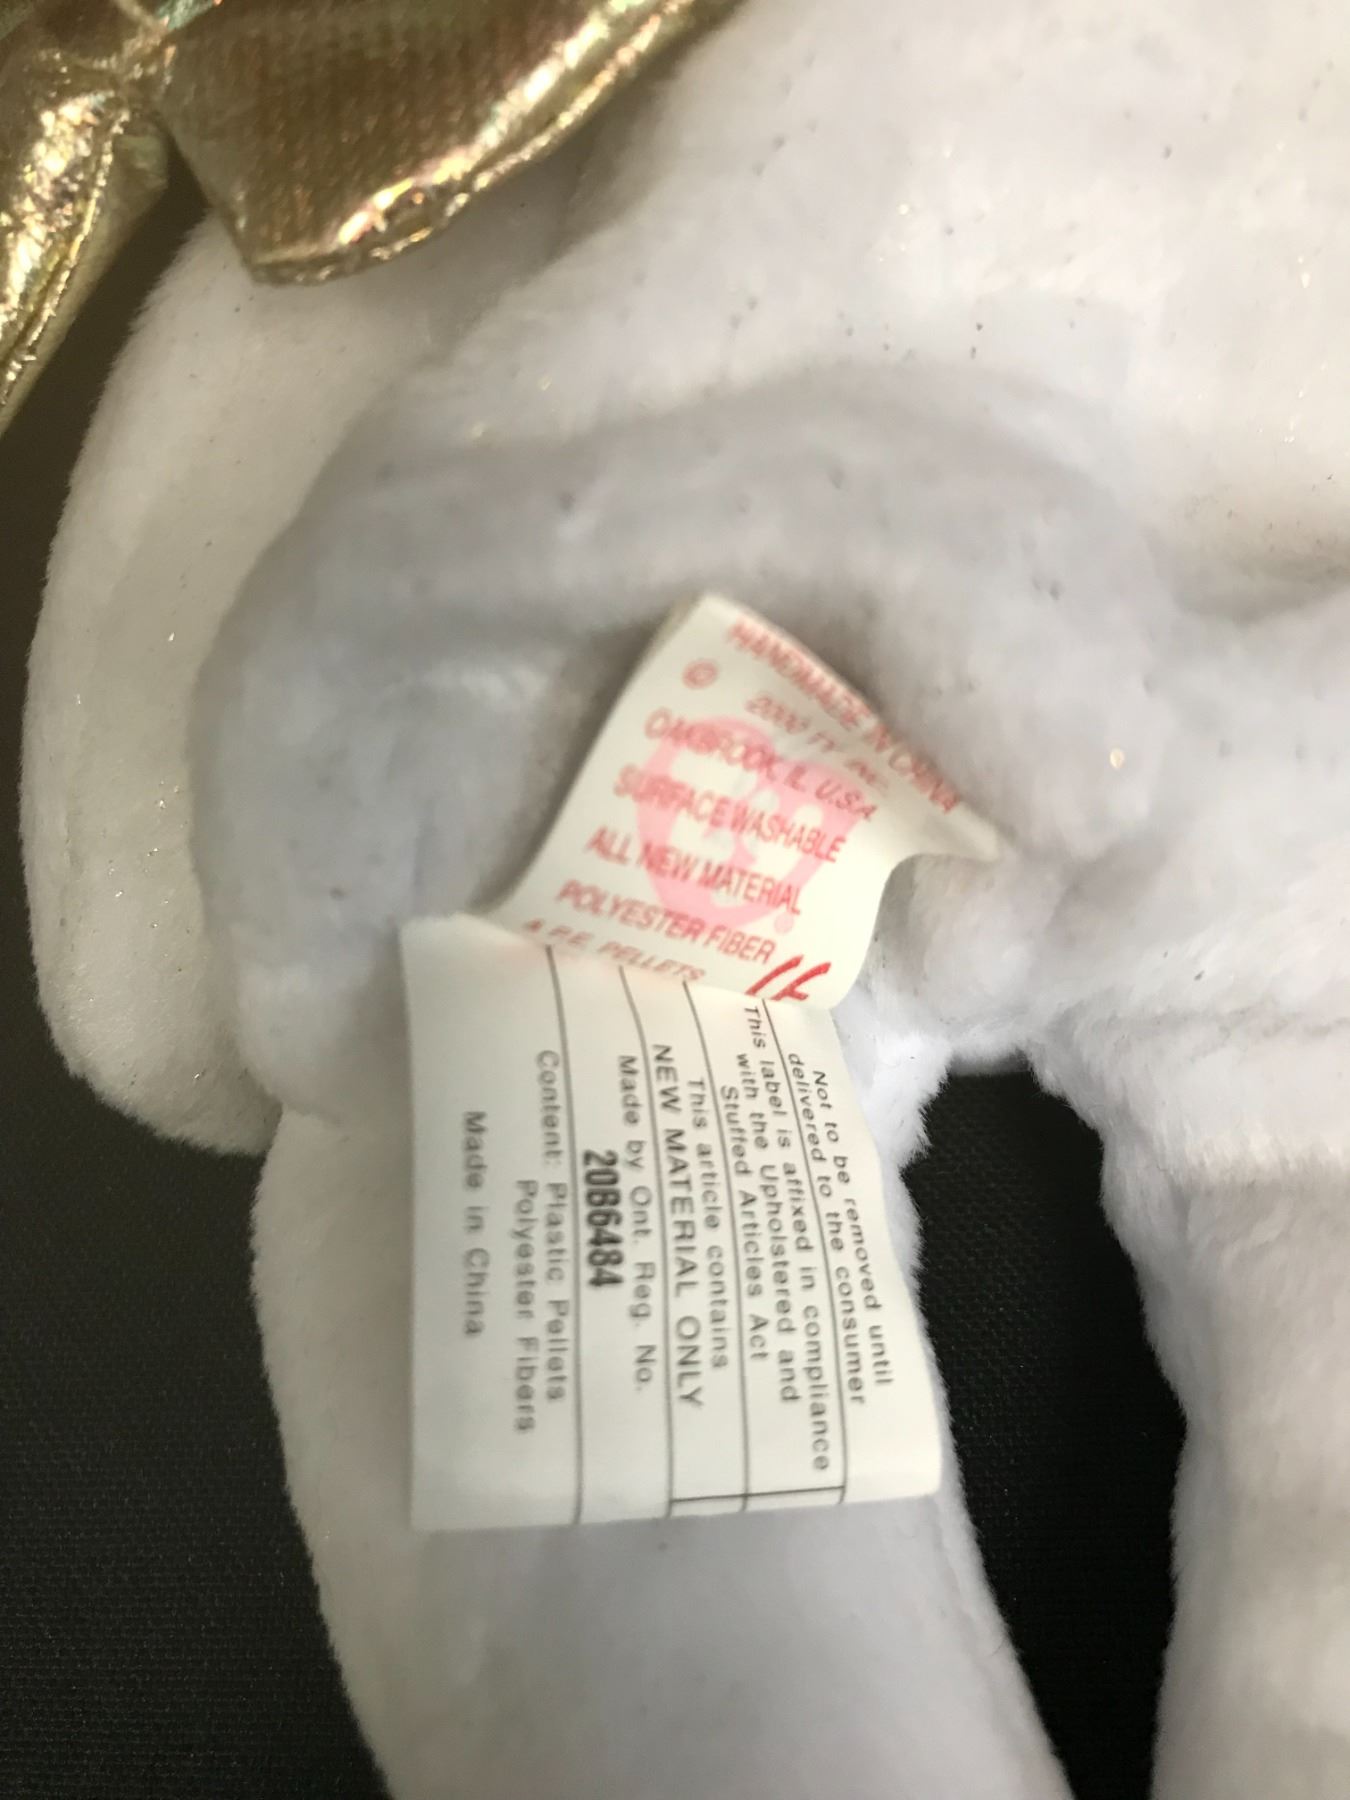 HANDMADE IN CHINA
© 2000 TY INC.
OAKBROOK, IL U.S.A
SURFACE WASHABLE
ALL NEW MATERIAL
POLYESTER FIBER
& P.E. PELLETS
Not to be removed until
delivered to the consumer
This label is affixed in compliance
with the Upholstered and
Stuffed Articles Act
This article contains
NEW MATERIAL ONLY
Made by Ont. Reg. No.
20B6484
Content: Plastic Pellets
Polyester Fibers
Made in China